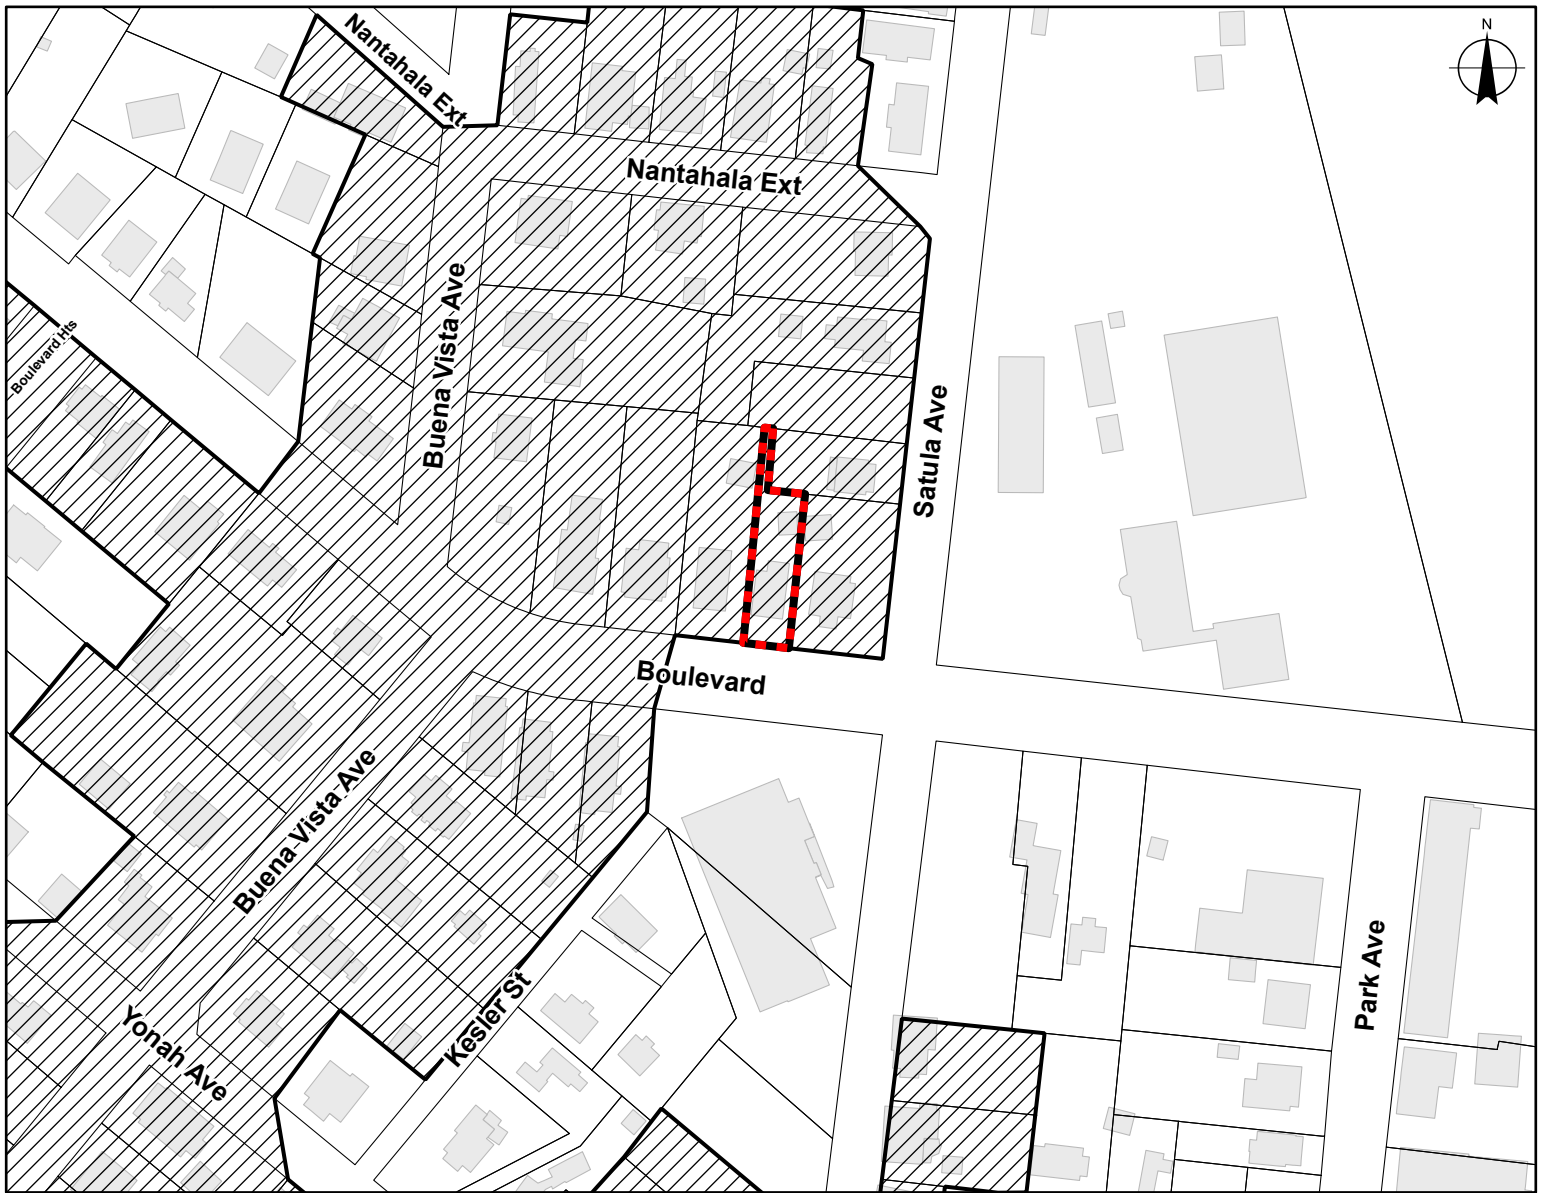 N
Nantahala Ext
Nantahala Ext
Buena Vista Ave
Boulevard Hts
Satula Ave
Boulevard
Buena Vista Ave
Park Ave
Kesler St
Yonah Ave